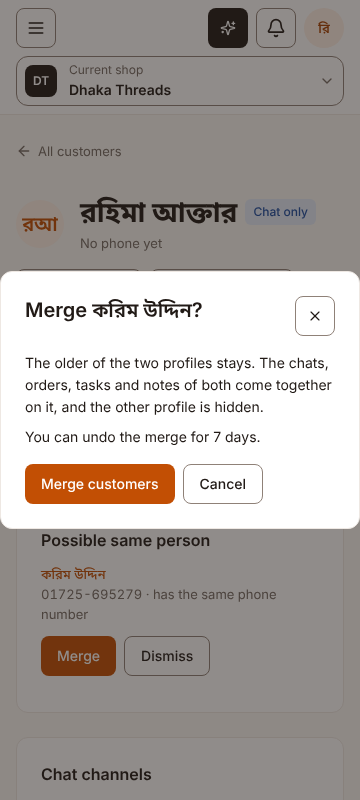 রি
DT
Current shop
Dhaka Threads
All customers
রআ
রহিমা আক্তার
Chat only
No phone yet
Merge করিম উদ্দিন?
The older of the two profiles stays. The chats,
orders, tasks and notes of both come together
on it, and the other profile is hidden.
You can undo the merge for 7 days.
Merge customers
Cancel
Possible same person
করিম উদ্দিন
01725-695279 · has the same phone
number
Merge
Dismiss
Chat channels